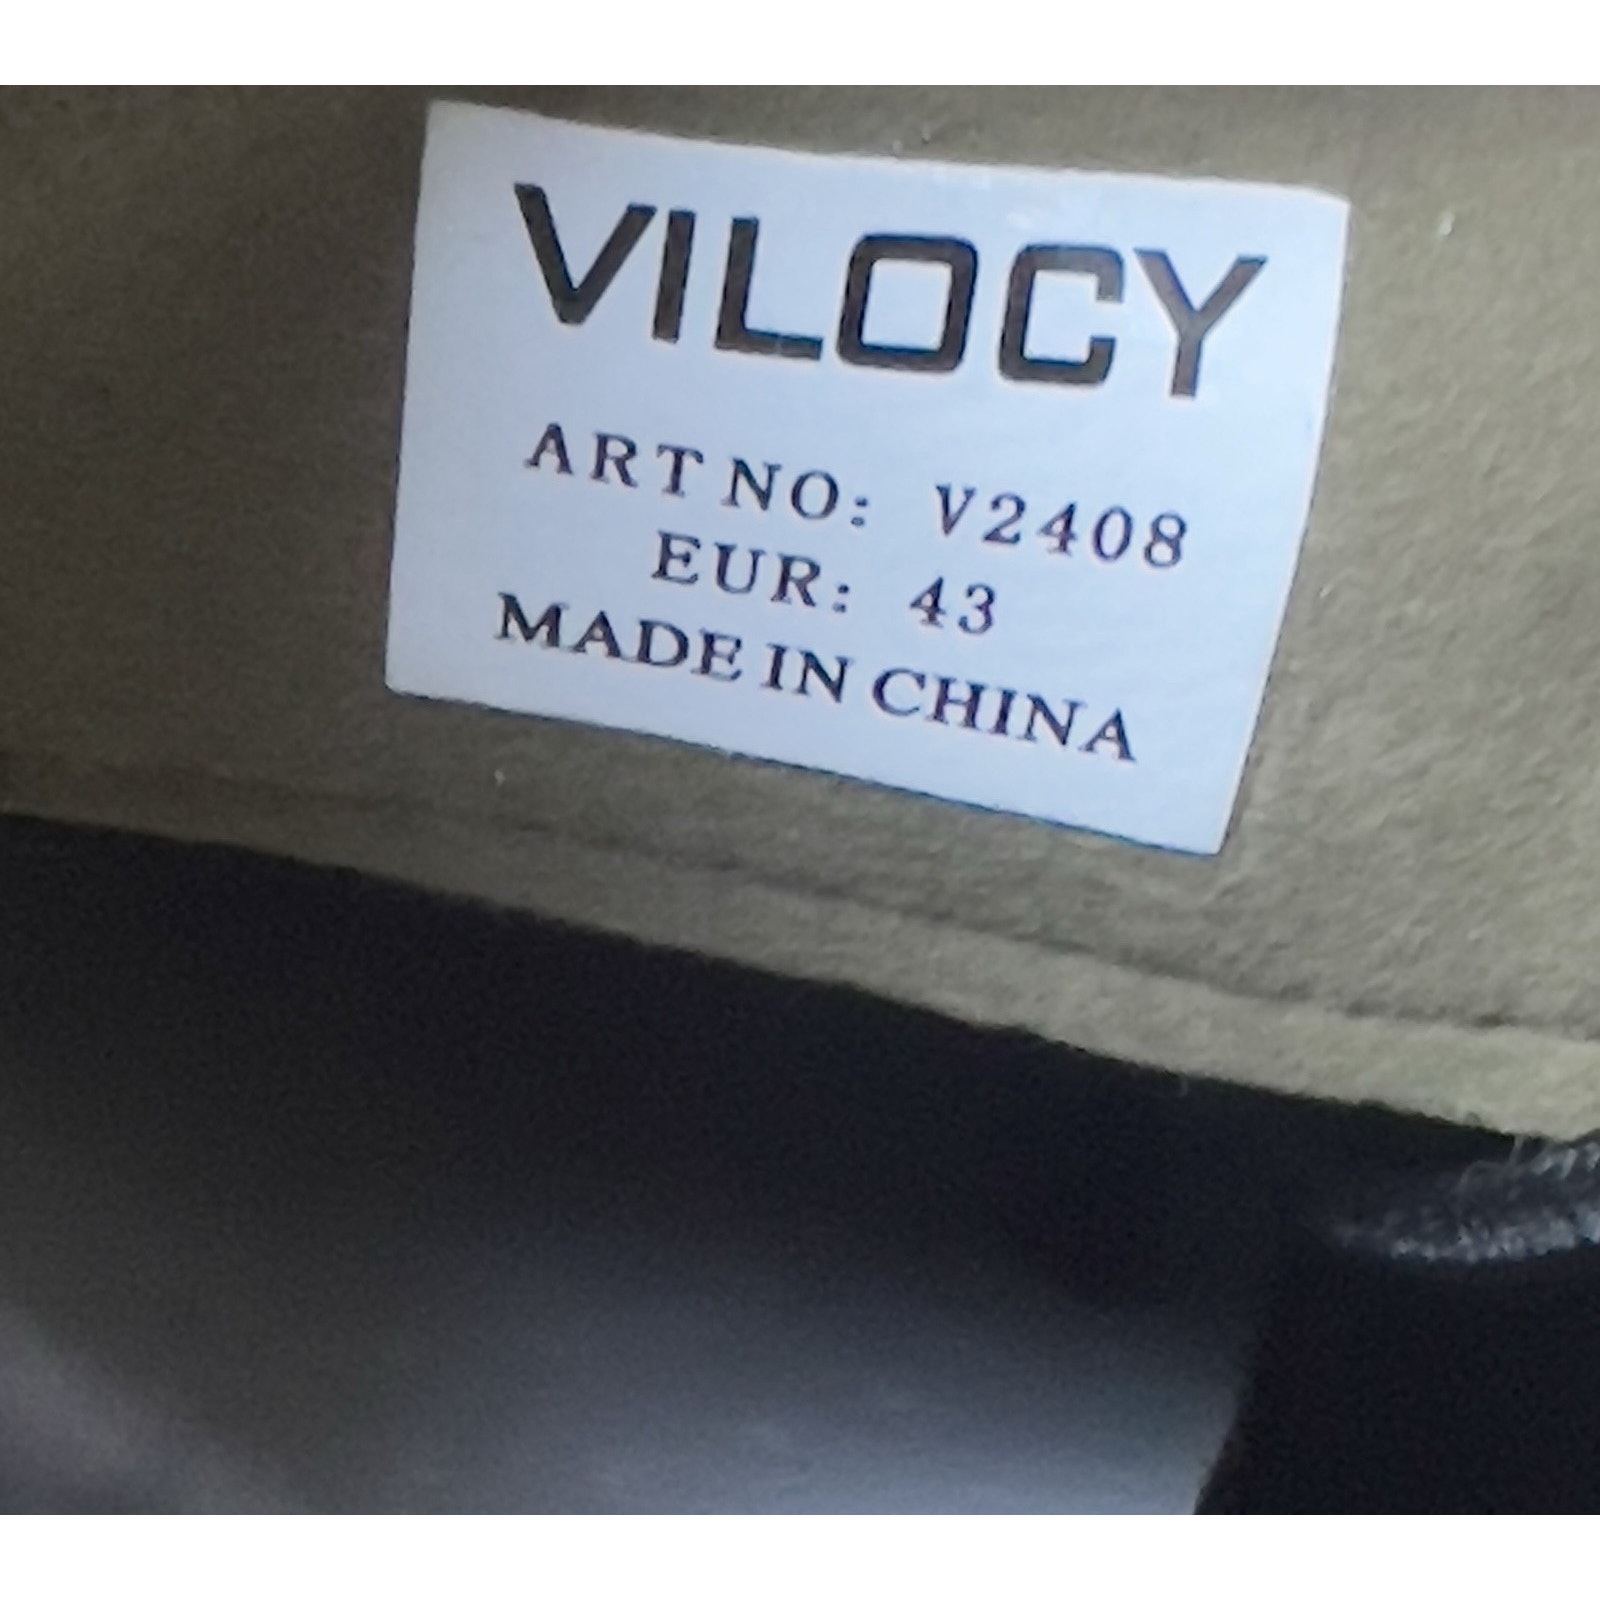 VILOCY
ART NO: V2408
EUR: 43
MADE IN CHINA